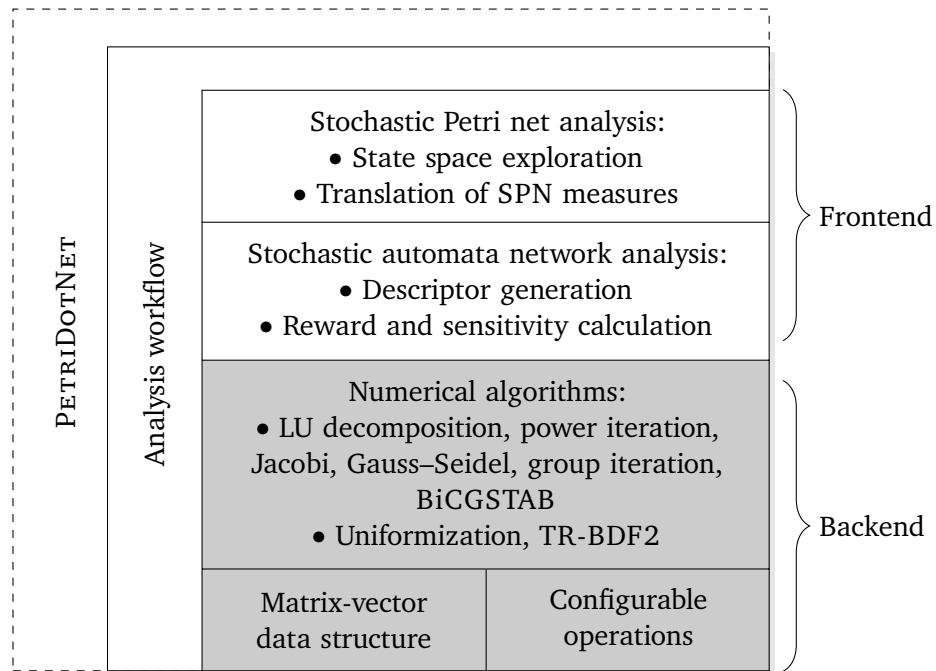 PETRIDOTNET
Analysis workflow
Stochastic Petri net analysis:
• State space exploration
• Translation of SPN measures
Stochastic automata network analysis:
• Descriptor generation
• Reward and sensitivity calculation
Frontend
Numerical algorithms:
• LU decomposition, power iteration,
Jacobi, Gauss–Seidel, group iteration,
BiCGSTAB
• Uniformization, TR-BDF2
Matrix-vector
data structure
Configurable
operations
Backend